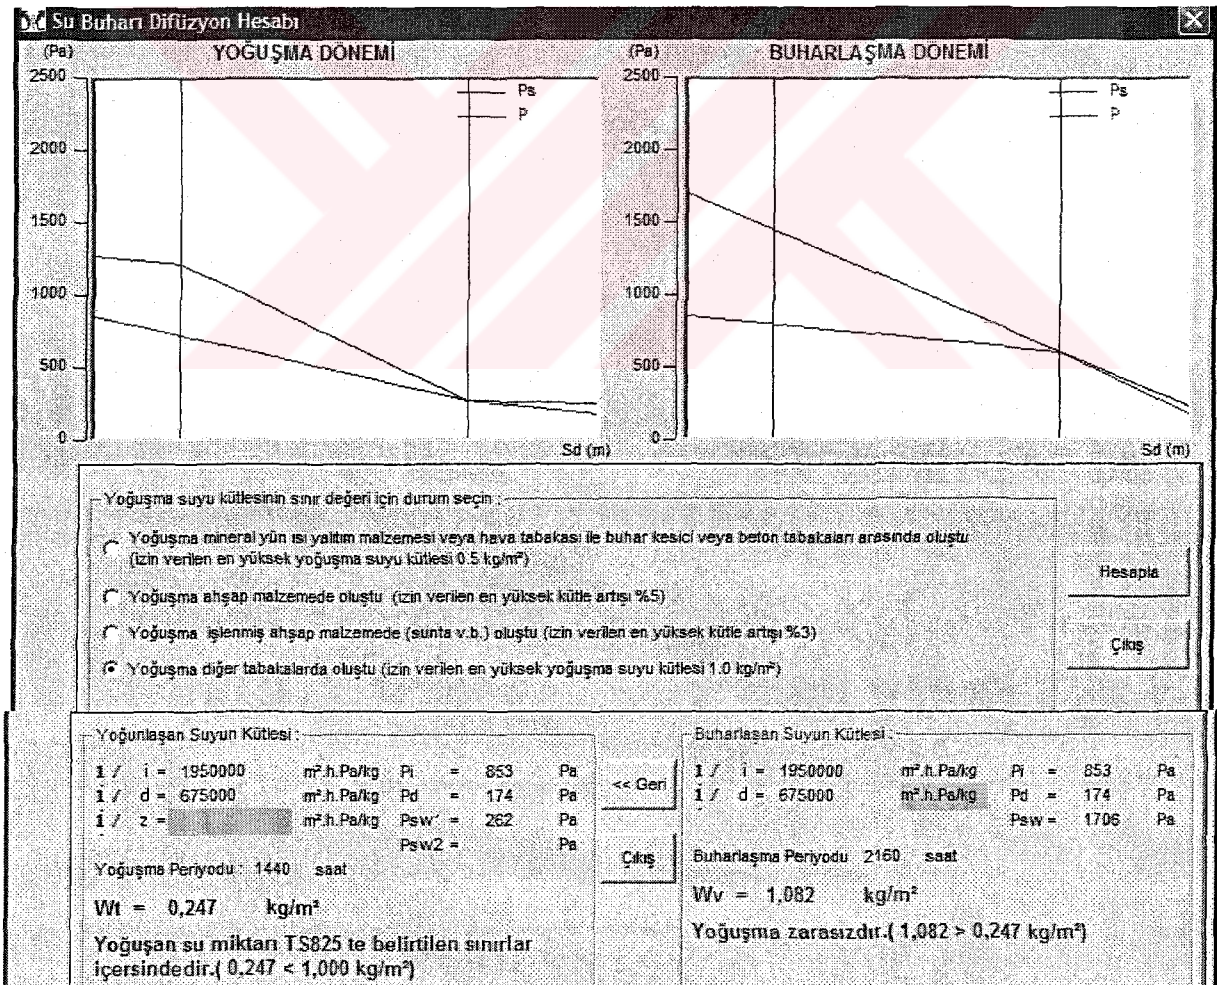 Su Buharı Difüzyon Hesabı
(Pa) YOĞUŞMA DÖNEMİ
2500
Ps
P
2000
1500
1000
500
0
Sd (m)
(Pa) BUHARLAŞMA DÖNEMİ
2500
Ps
P
2000
1500
1000
500
0
Sd (m)
Yoğuşma suyu kütlesinin sınır değeri için durum seçin :
Yoğuşma mineral yün ısı yalıtım malzemesi veya hava tabakası ile buhar kesici veya beton tabakaları arasında oluştu
(izin verilen en yüksek yoğuşma suyu kütlesi 0.5 kg/m²)
Yoğuşma ahşap malzemede oluştu (izin verilen en yüksek kütle artışı %5)
Yoğuşma işlenmiş ahşap malzemede (sunta v.b.) oluştu (izin verilen en yüksek kütle artışı %3)
Yoğuşma diğer tabakalarda oluştu (izin verilen en yüksek yoğuşma suyu kütlesi 1.0 kg/m²)
Hesapla
Çıkış
Yoğunlaşan Suyun Kütlesi :
1 / i = 1950000 m².h.Pa/kg Pi = 853 Pa
1 / d = 675000 m².h.Pa/kg Pd = 174 Pa
1 / z = m².h.Pa/kg Psw1 = 262 Pa
Psw2 = Pa
Yoğuşma Periyodu : 1440 saat
Wt = 0,247 kg/m²
Yoğuşan su miktarı TS825 te belirtilen sınırlar
içersindedir.( 0,247 < 1,000 kg/m²)
<< Geri
Çıkış
Buharlaşan Suyun Kütlesi :
1 / i = 1950000 m².h.Pa/kg Pi = 853 Pa
1 / d = 675000 m².h.Pa/kg Pd = 174 Pa
Psw = 1706 Pa
Buharlaşma Periyodu 2160 saat
Wv = 1,082 kg/m²
Yoğuşma zarasızdır.( 1,082 > 0,247 kg/m²)